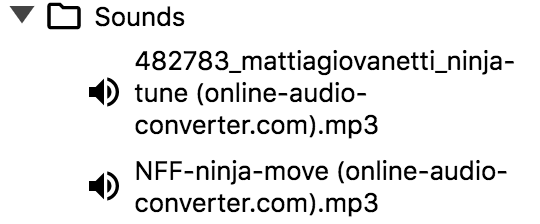 Sounds
482783_mattiagiovanetti_ninja-
tune (online-audio-
converter.com).mp3
NFF-ninja-move (online-audio-
converter.com).mp3